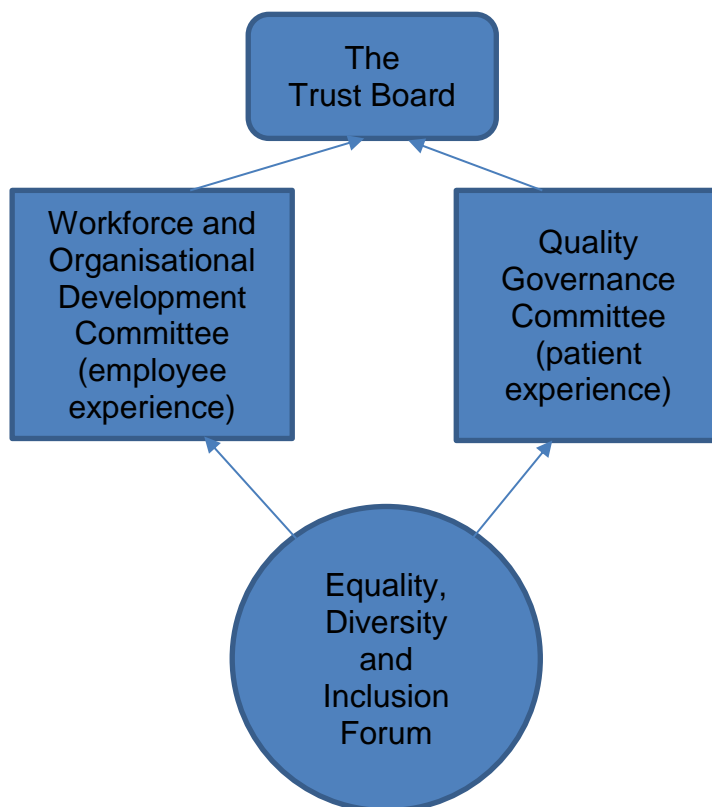 The
Trust Board
Workforce and
Organisational
Development
Committee
(employee
experience)
Quality
Governance
Committee
(patient
experience)
Equality,
Diversity
and
Inclusion
Forum